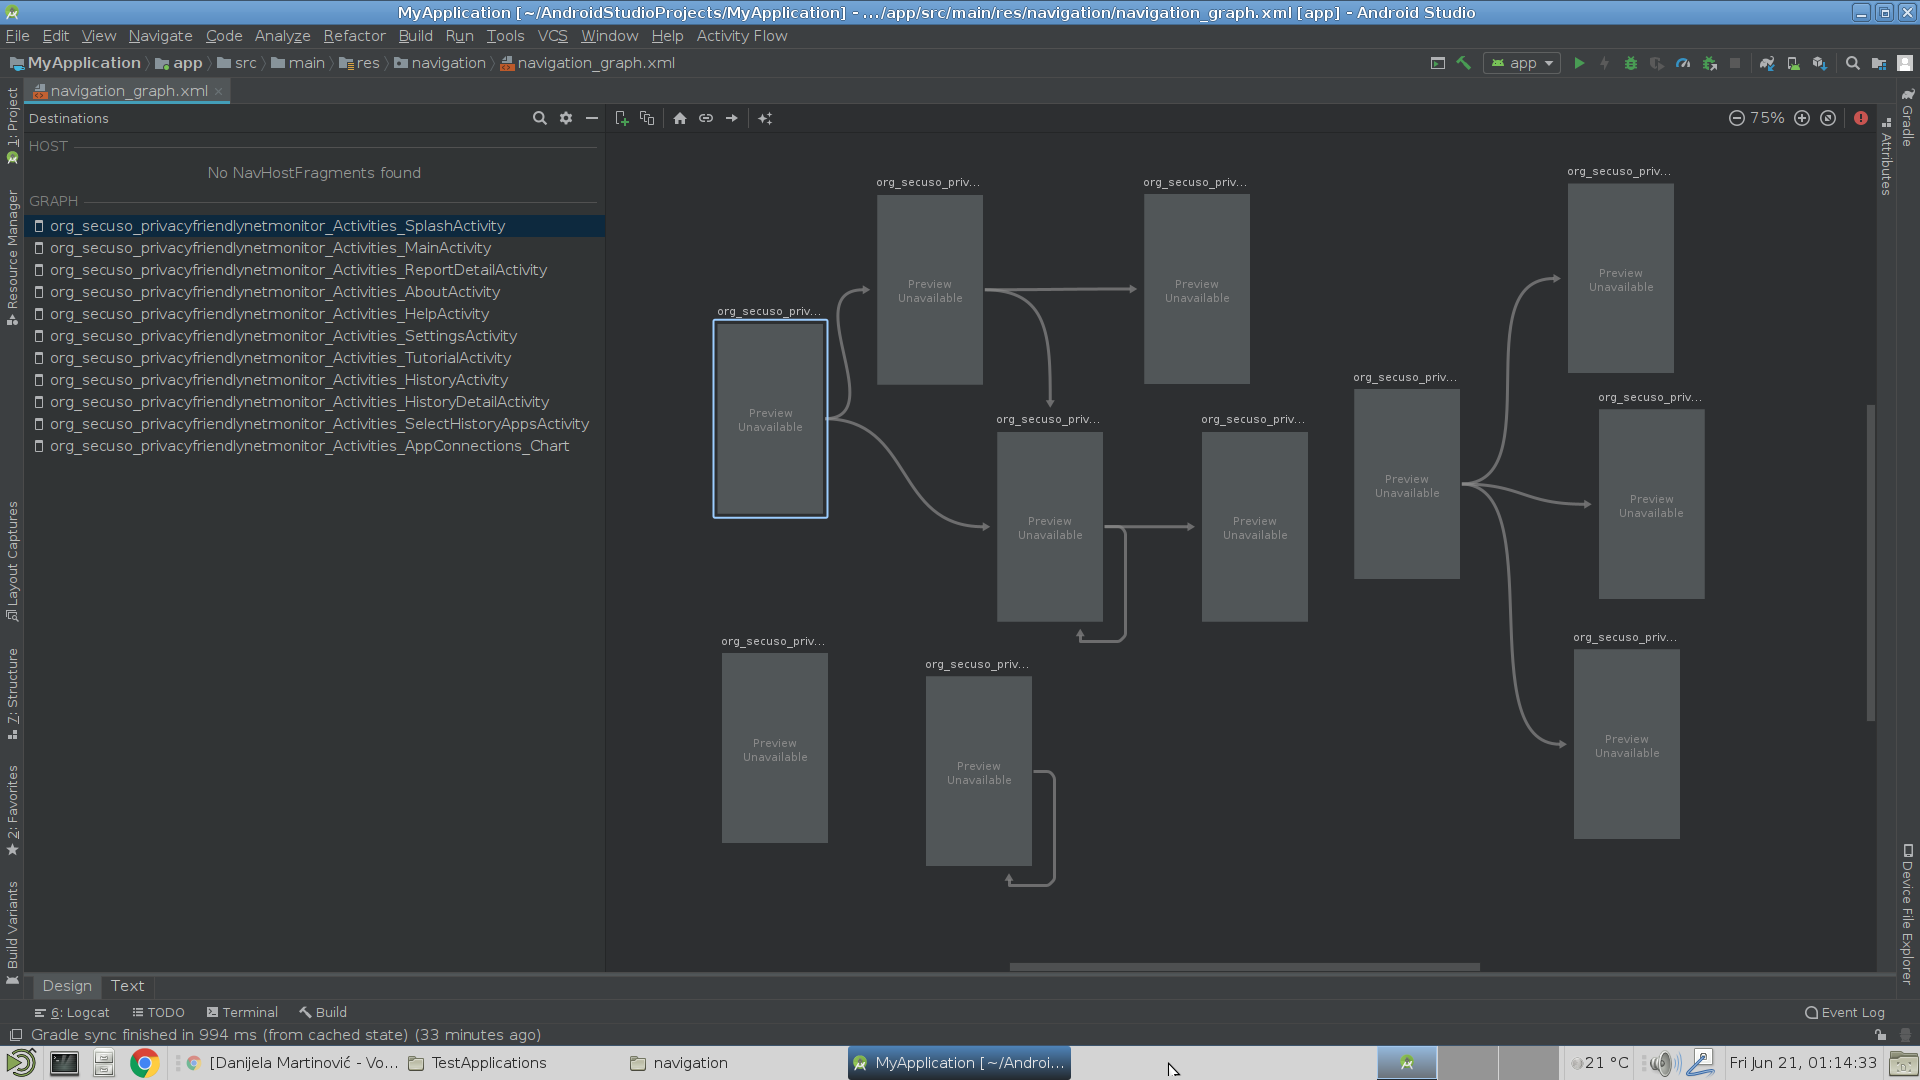 MyApplication [~/AndroidStudioProjects/MyApplication] - .../app/src/main/res/navigation/navigation_graph.xml [app] - Android Studio
File Edit View Navigate Code Analyze Refactor Build Run Tools VCS Window Help Activity Flow
MyApplication app src main res navigation navigation_graph.xml app
navigation_graph.xml
Destinations
75%
HOST
No NavHostFragments found
GRAPH
org_secuso_privacyfriendlynetmonitor_Activities_SplashActivity
org_secuso_privacyfriendlynetmonitor_Activities_MainActivity
org_secuso_privacyfriendlynetmonitor_Activities_ReportDetailActivity
org_secuso_privacyfriendlynetmonitor_Activities_AboutActivity
org_secuso_privacyfriendlynetmonitor_Activities_HelpActivity
org_secuso_privacyfriendlynetmonitor_Activities_SettingsActivity
org_secuso_privacyfriendlynetmonitor_Activities_TutorialActivity
org_secuso_privacyfriendlynetmonitor_Activities_HistoryActivity
org_secuso_privacyfriendlynetmonitor_Activities_HistoryDetailActivity
org_secuso_privacyfriendlynetmonitor_Activities_SelectHistoryAppsActivity
org_secuso_privacyfriendlynetmonitor_Activities_AppConnections_Chart
1: Project
Resource Manager
Layout Captures
7: Structure
2: Favorites
Build Variants
org_secuso_priv...
Preview
Unavailable
org_secuso_priv...
Preview
Unavailable
org_secuso_priv...
Preview
Unavailable
org_secuso_priv...
Preview
Unavailable
org_secuso_priv...
Preview
Unavailable
org_secuso_priv...
Preview
Unavailable
org_secuso_priv...
Preview
Unavailable
org_secuso_priv...
Preview
Unavailable
org_secuso_priv...
Preview
Unavailable
org_secuso_priv...
Preview
Unavailable
org_secuso_priv...
Preview
Unavailable
Gradle
Attributes
Device File Explorer
Design Text
6: Logcat TODO Terminal Build Event Log
Gradle sync finished in 994 ms (from cached state) (33 minutes ago)
[Danijela Martinović - Vo... TestApplications navigation MyApplication [~/Androi... 21 °C Fri Jun 21, 01:14:33